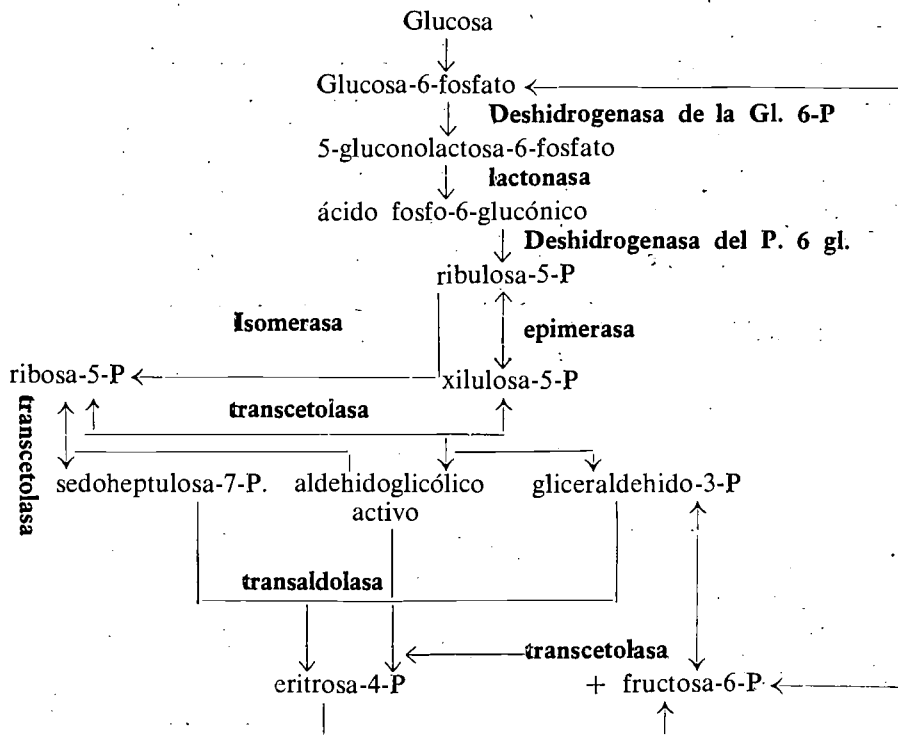 Glucosa
Glucosa-6-fosfato
Deshidrogenasa de la Gl. 6-P
5-gluconolactosa-6-fosfato
lactonasa
ácido fosfo-6-glucónico
Deshidrogenasa del P. 6 gl.
ribulosa-5-P
Isomerasa
epimerasa
ribosa-5-P
xilulosa-5-P
transcetolasa
transcetolasa
sedoheptulosa-7-P. aldehidoglicólico gliceraldehido-3-P
activo
transaldolasa
transcetolasa
eritrosa-4-P + fructosa-6-P